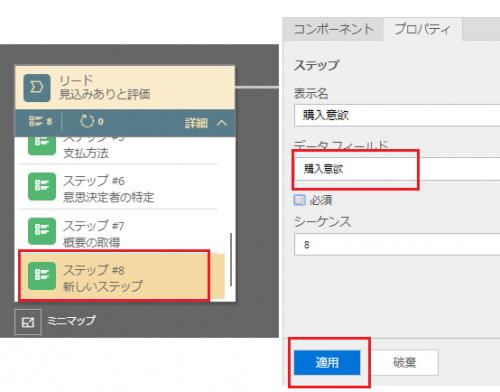 リード
見込みありと評価
8
0
詳細
ステップ #5
支払方法
ステップ #6
意思決定者の特定
ステップ #7
概要の取得
ステップ #8
新しいステップ
ミニマップ
コンポーネント
プロパティ
ステップ
表示名
購入意欲
データ フィールド
購入意欲
必須
シーケンス
8
適用
破棄